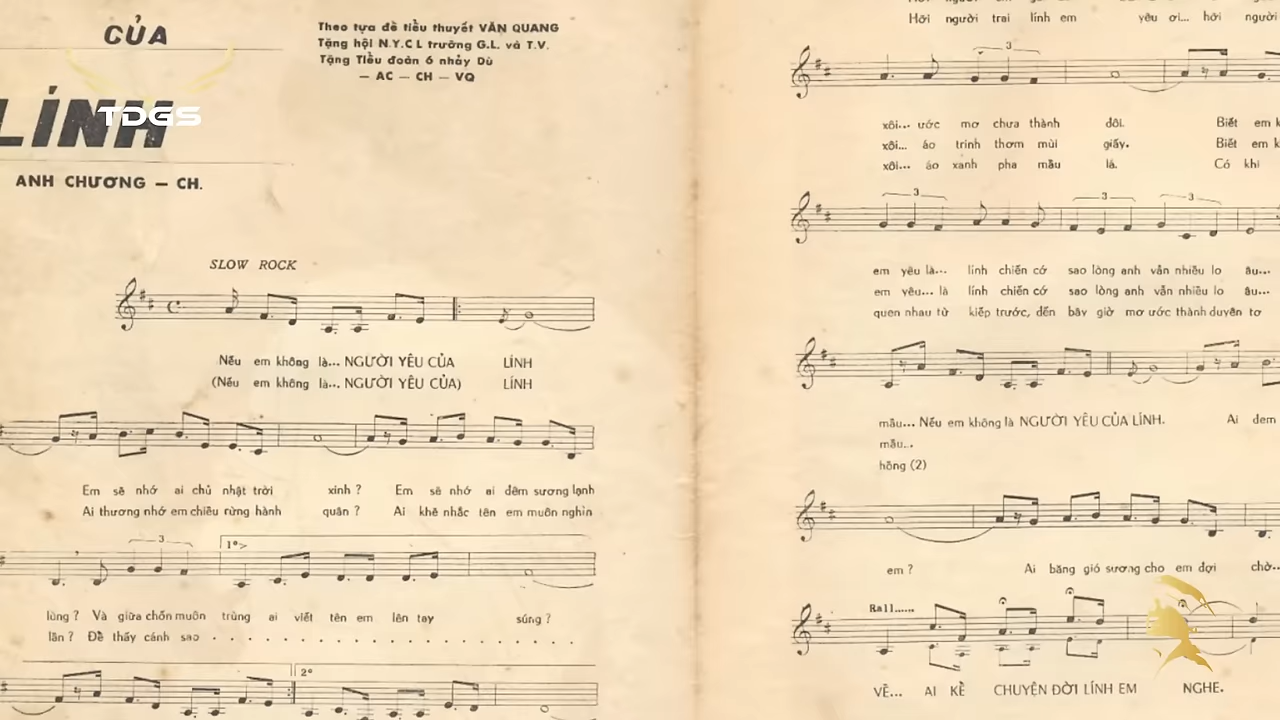 CỦA
LÍNH
TDGS
ANH CHƯƠNG — CH.
Theo tựa đề tiểu thuyết VĂN QUANG
Tặng hội N.Y.C L trường G.L. và T.V.
Tặng Tiểu đoàn 6 nhảy Dù
— AC — CH — VQ
SLOW ROCK
Nếu em không là... NGƯỜI YÊU CỦA LÍNH
(Nếu em không là... NGƯỜI YÊU CỦA) LÍNH
Em sẽ nhớ ai chủ nhật trời xinh ? Em sẽ nhớ ai đêm sương lạnh
Ai thương nhớ em chiều rừng hành quân ? Ai khẽ nhắc tên em muôn nghìn
3
1º>
lùng ? Và giữa chốn muôn trùng ai viết tên em lên tay súng ?
lần ? Để thấy cánh sao . . . . . . . . . . . . . . . . . . . .
2º
Hỡi người trai lính em yêu ơi... hỡi người
3
xôi... ước mơ chưa thành đôi. Biết em k
xôi... áo trinh thơm mùi giấy. Biết em k
xôi... áo xanh pha mầu lá. Có khi
3 3 3
em yêu là... lính chiến cớ sao lòng anh vẫn nhiều lo âu...
em yêu... là lính chiến cớ sao lòng anh vẫn nhiều lo âu...
quen nhau từ kiếp trước, đến bây giờ mơ ước thành duyên tơ
mầu... Nếu em không là NGƯỜI YÊU CỦA LÍNH. Ai đem
mầu...
hồng (2)
em ? Ai băng gió sương cho em đợi chờ..
Rall......
VỀ... AI KỂ CHUYỆN ĐỜI LÍNH EM NGHE.